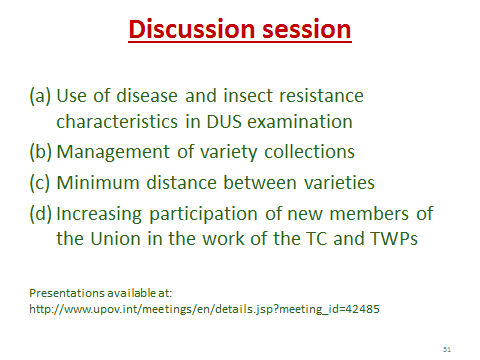 Discussion session
(a) Use of disease and insect resistance
characteristics in DUS examination
(b) Management of variety collections
(c) Minimum distance between varieties
(d) Increasing participation of new members of
the Union in the work of the TC and TWPs
Presentations available at:
http://www.upov.int/meetings/en/details.jsp?meeting_id=42485
51